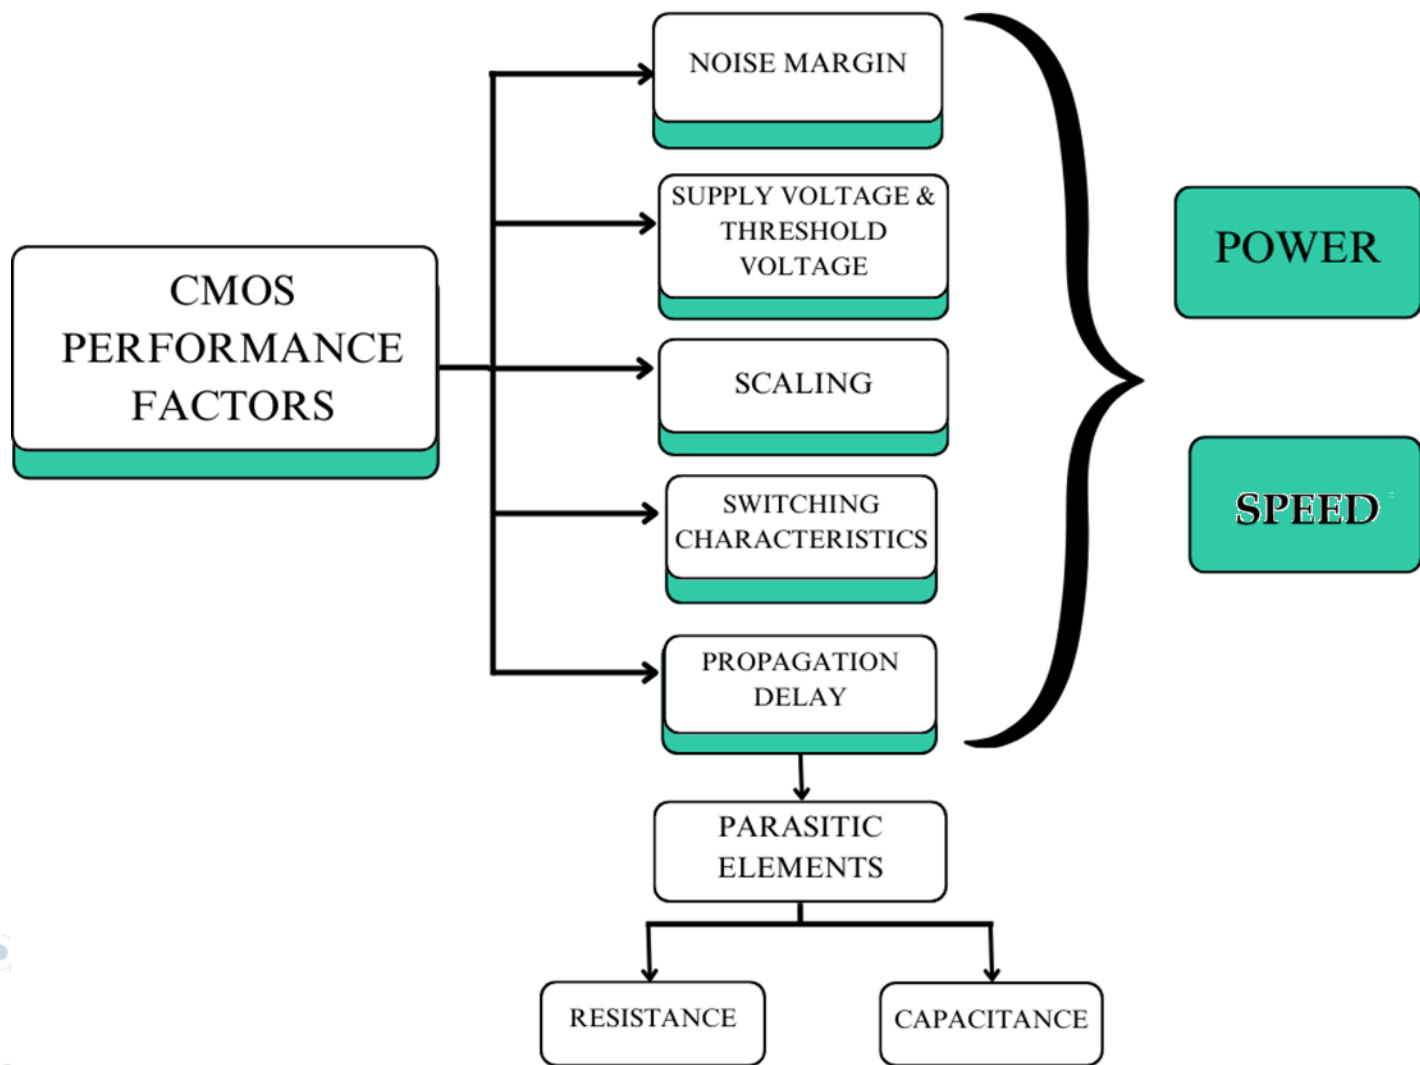 CMOS
PERFORMANCE
FACTORS
NOISE MARGIN
SUPPLY VOLTAGE &
THRESHOLD
VOLTAGE
SCALING
SWITCHING
CHARACTERISTICS
PROPAGATION
DELAY
PARASITIC
ELEMENTS
RESISTANCE
CAPACITANCE
POWER
SPEED